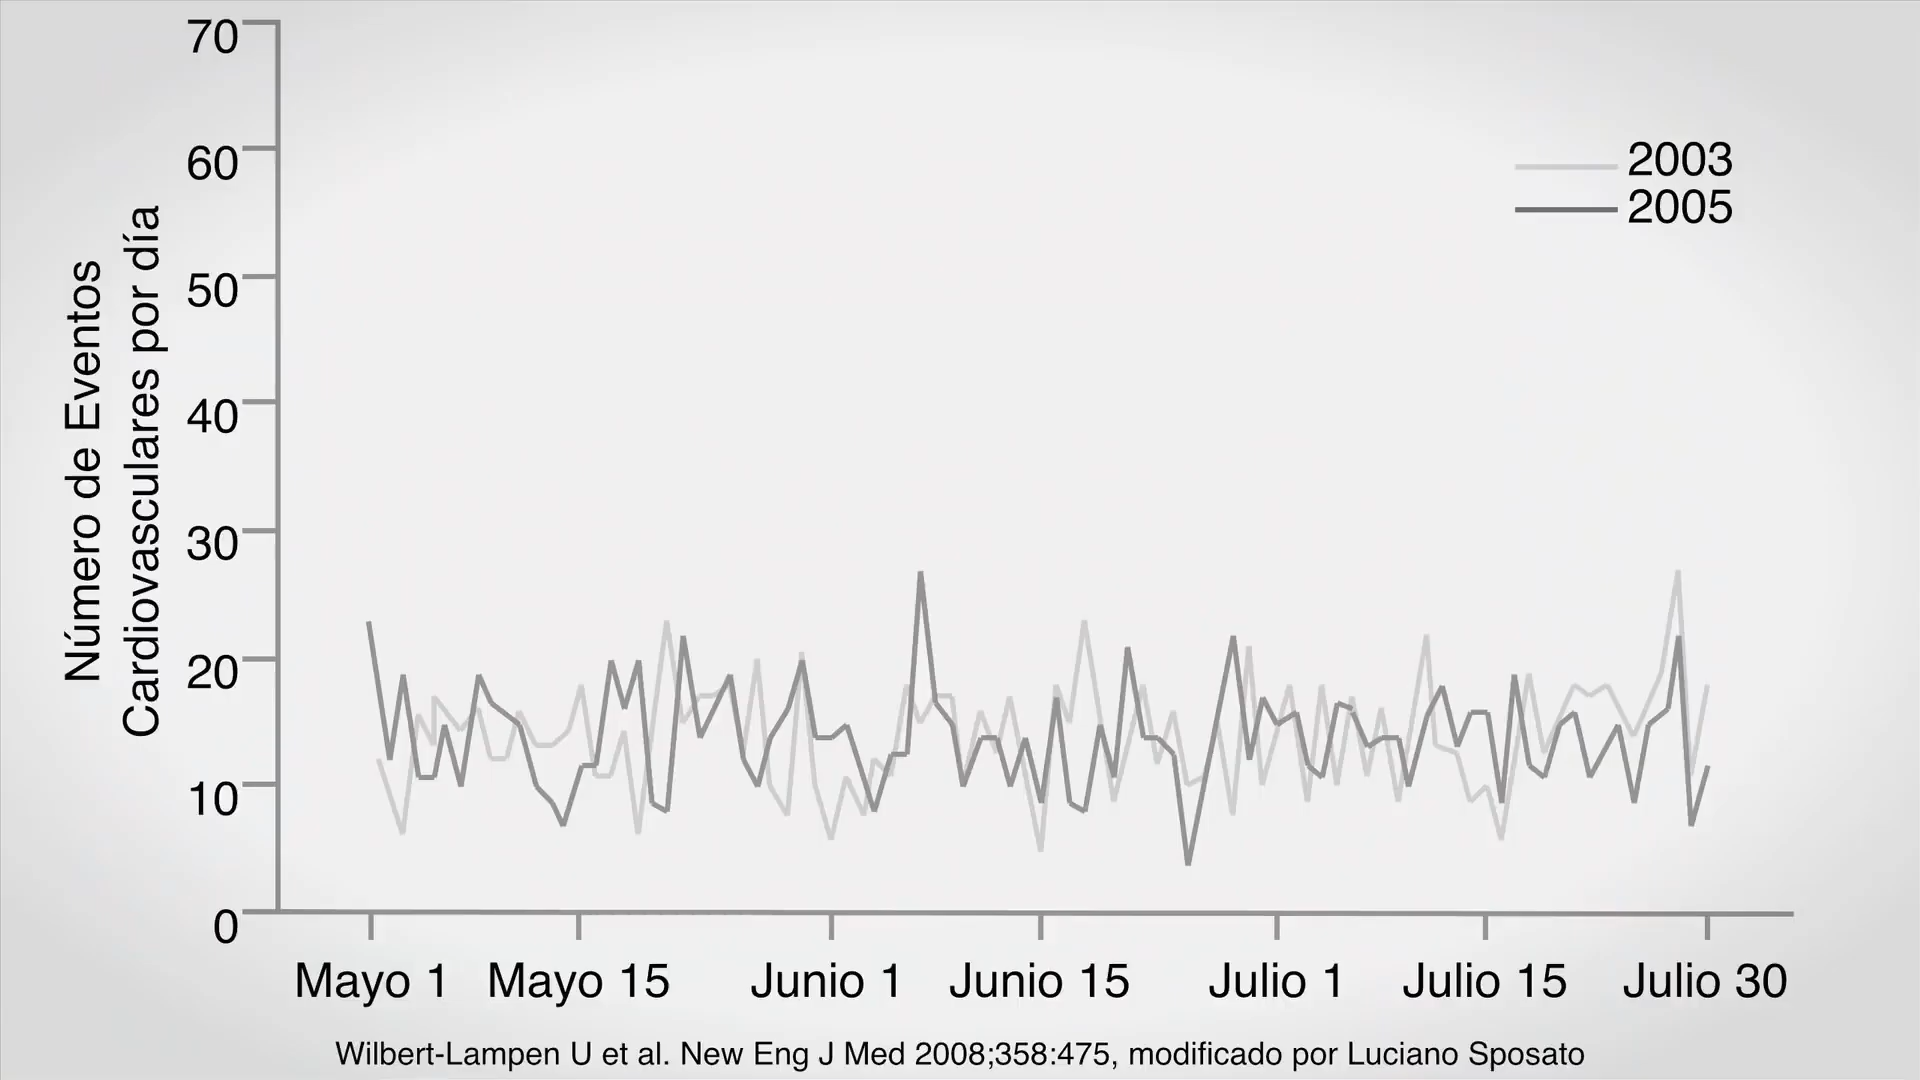 70
60
50
40
30
20
10
0
Número de Eventos
Cardiovasculares por día
2003
2005
Mayo 1
Mayo 15
Junio 1
Junio 15
Julio 1
Julio 15
Julio 30
Wilbert-Lampen U et al. New Eng J Med 2008;358:475, modificado por Luciano Sposato